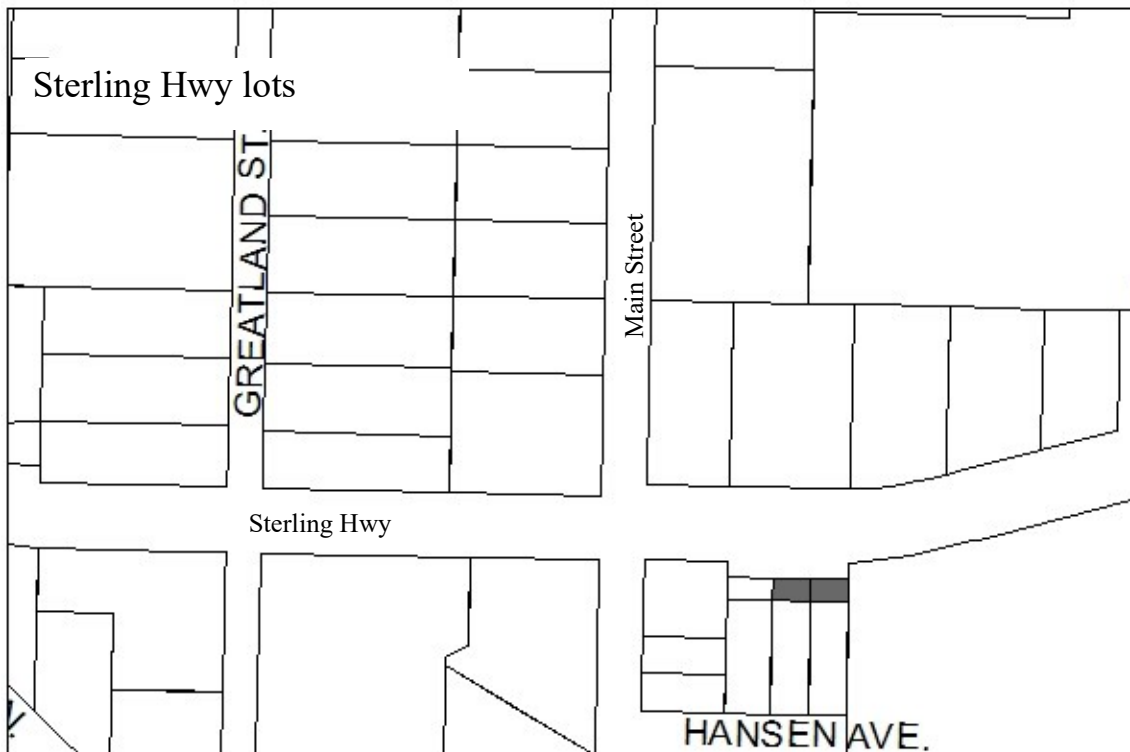 Sterling Hwy lots
GREATLAND ST.
Main Street
Sterling Hwy
HANSEN AVE.